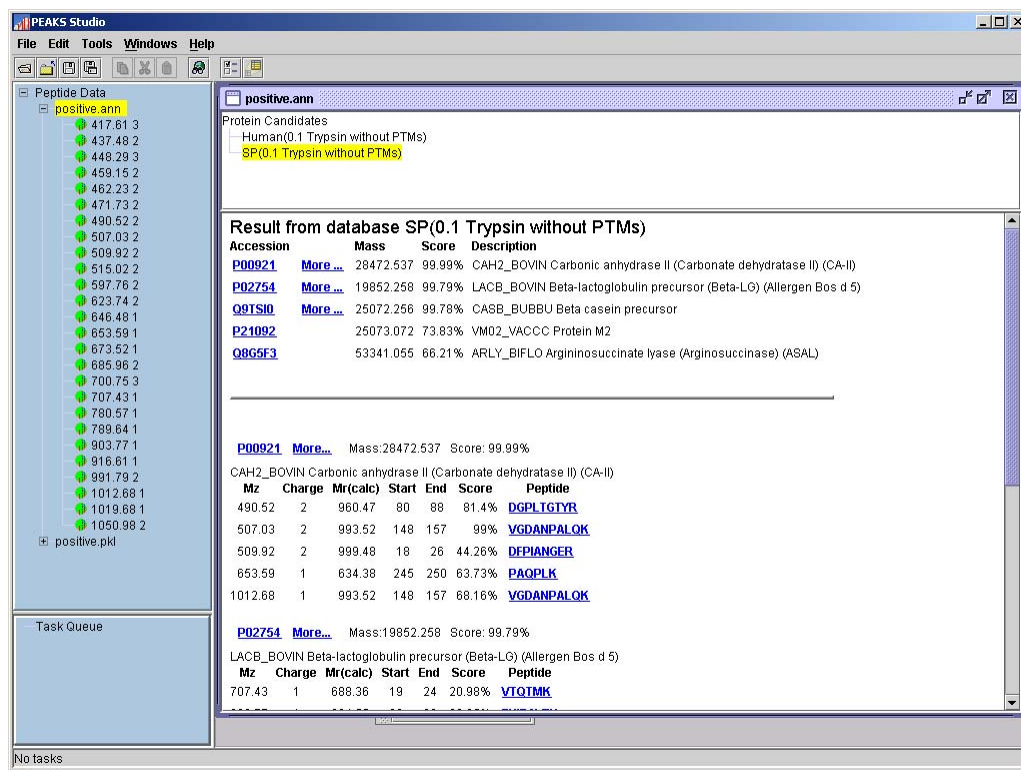 PEAKS Studio
File Edit Tools Windows Help
Peptide Data
positive.ann
417.61 3
437.48 2
448.29 3
459.15 2
462.23 2
471.73 2
490.52 2
507.03 2
509.92 2
515.02 2
597.76 2
623.74 2
646.48 1
653.59 1
673.52 1
685.96 2
700.75 3
707.43 1
780.57 1
789.64 1
903.77 1
916.61 1
991.79 2
1012.68 1
1019.68 1
1050.98 2
positive.pkl
Task Queue
No tasks
positive.ann
Protein Candidates
Human(0.1 Trypsin without PTMs)
SP(0.1 Trypsin without PTMs)
Result from database SP(0.1 Trypsin without PTMs)
Accession Mass Score Description
P00921 More ... 28472.537 99.99% CAH2_BOVIN Carbonic anhydrase II (Carbonate dehydratase II) (CA-II)
P02754 More ... 19852.258 99.79% LACB_BOVIN Beta-lactoglobulin precursor (Beta-LG) (Allergen Bos d 5)
Q9TSI0 More ... 25072.256 99.78% CASB_BUBBU Beta casein precursor
P21092 25073.072 73.83% VM02_VACCC Protein M2
Q8G5F3 53341.055 66.21% ARLY_BIFLO Argininosuccinate lyase (Arginosuccinase) (ASAL)
P00921 More... Mass:28472.537 Score: 99.99%
CAH2_BOVIN Carbonic anhydrase II (Carbonate dehydratase II) (CA-II)
Mz Charge Mr(calc) Start End Score Peptide
490.52 2 960.47 80 88 81.4% DGPLTGTYR
507.03 2 993.52 148 157 99% VGDANPALQK
509.92 2 999.48 18 26 44.26% DFPIANGER
653.59 1 634.38 245 250 63.73% PAQPLK
1012.68 1 993.52 148 157 68.16% VGDANPALQK
P02754 More... Mass:19852.258 Score: 99.79%
LACB_BOVIN Beta-lactoglobulin precursor (Beta-LG) (Allergen Bos d 5)
Mz Charge Mr(calc) Start End Score Peptide
707.43 1 688.36 19 24 20.98% VTQTMK